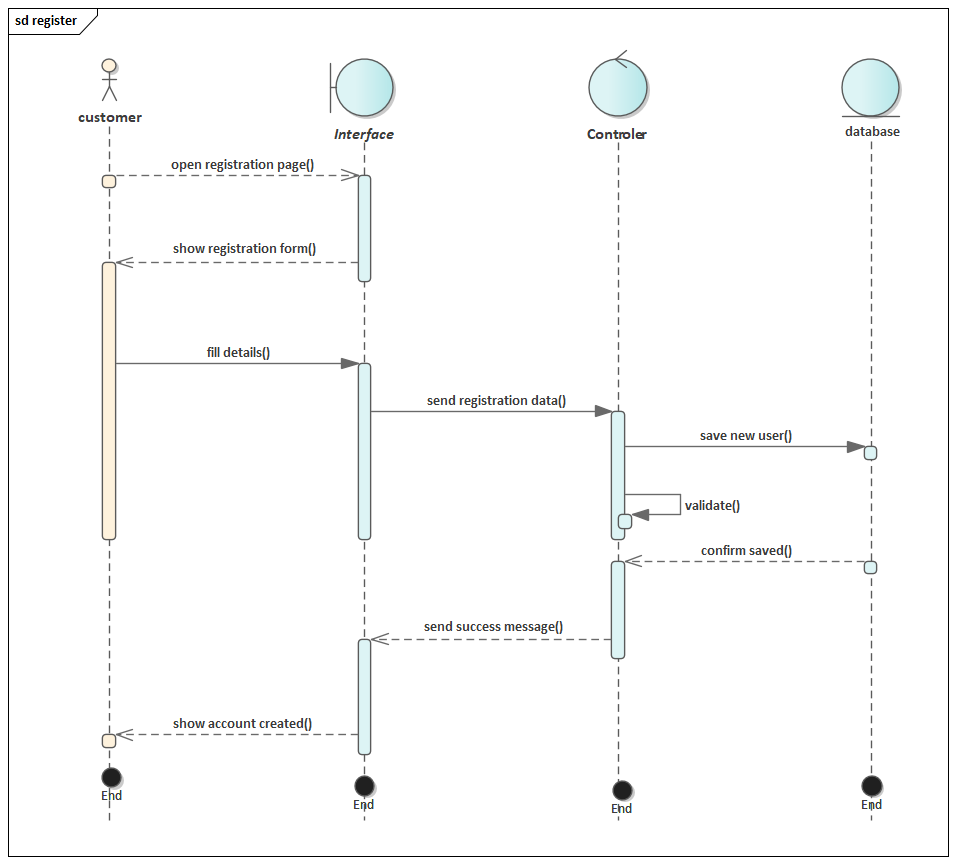 sd register
customer
Interface
Controler
database
open registration page()
show registration form()
fill details()
send registration data()
save new user()
validate()
confirm saved()
send success message()
show account created()
End
End
End
End